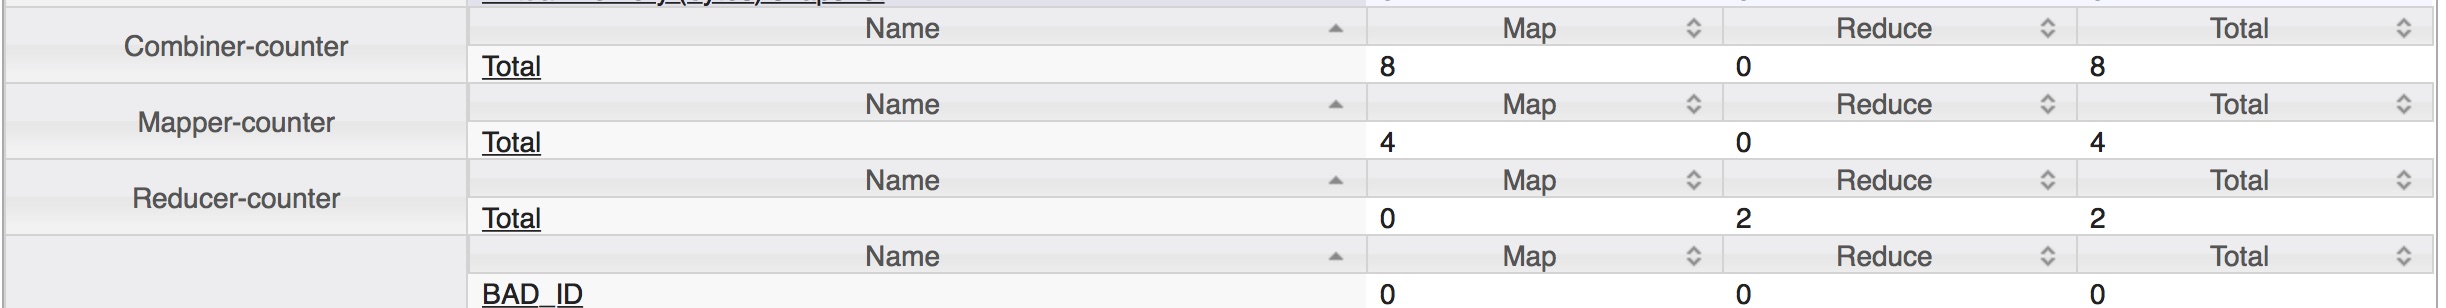 Combiner-counter
Name Map Reduce Total
Total 8 0 8
Mapper-counter
Name Map Reduce Total
Total 4 0 4
Reducer-counter
Name Map Reduce Total
Total 0 2 2
Name Map Reduce Total
BAD_ID 0 0 0